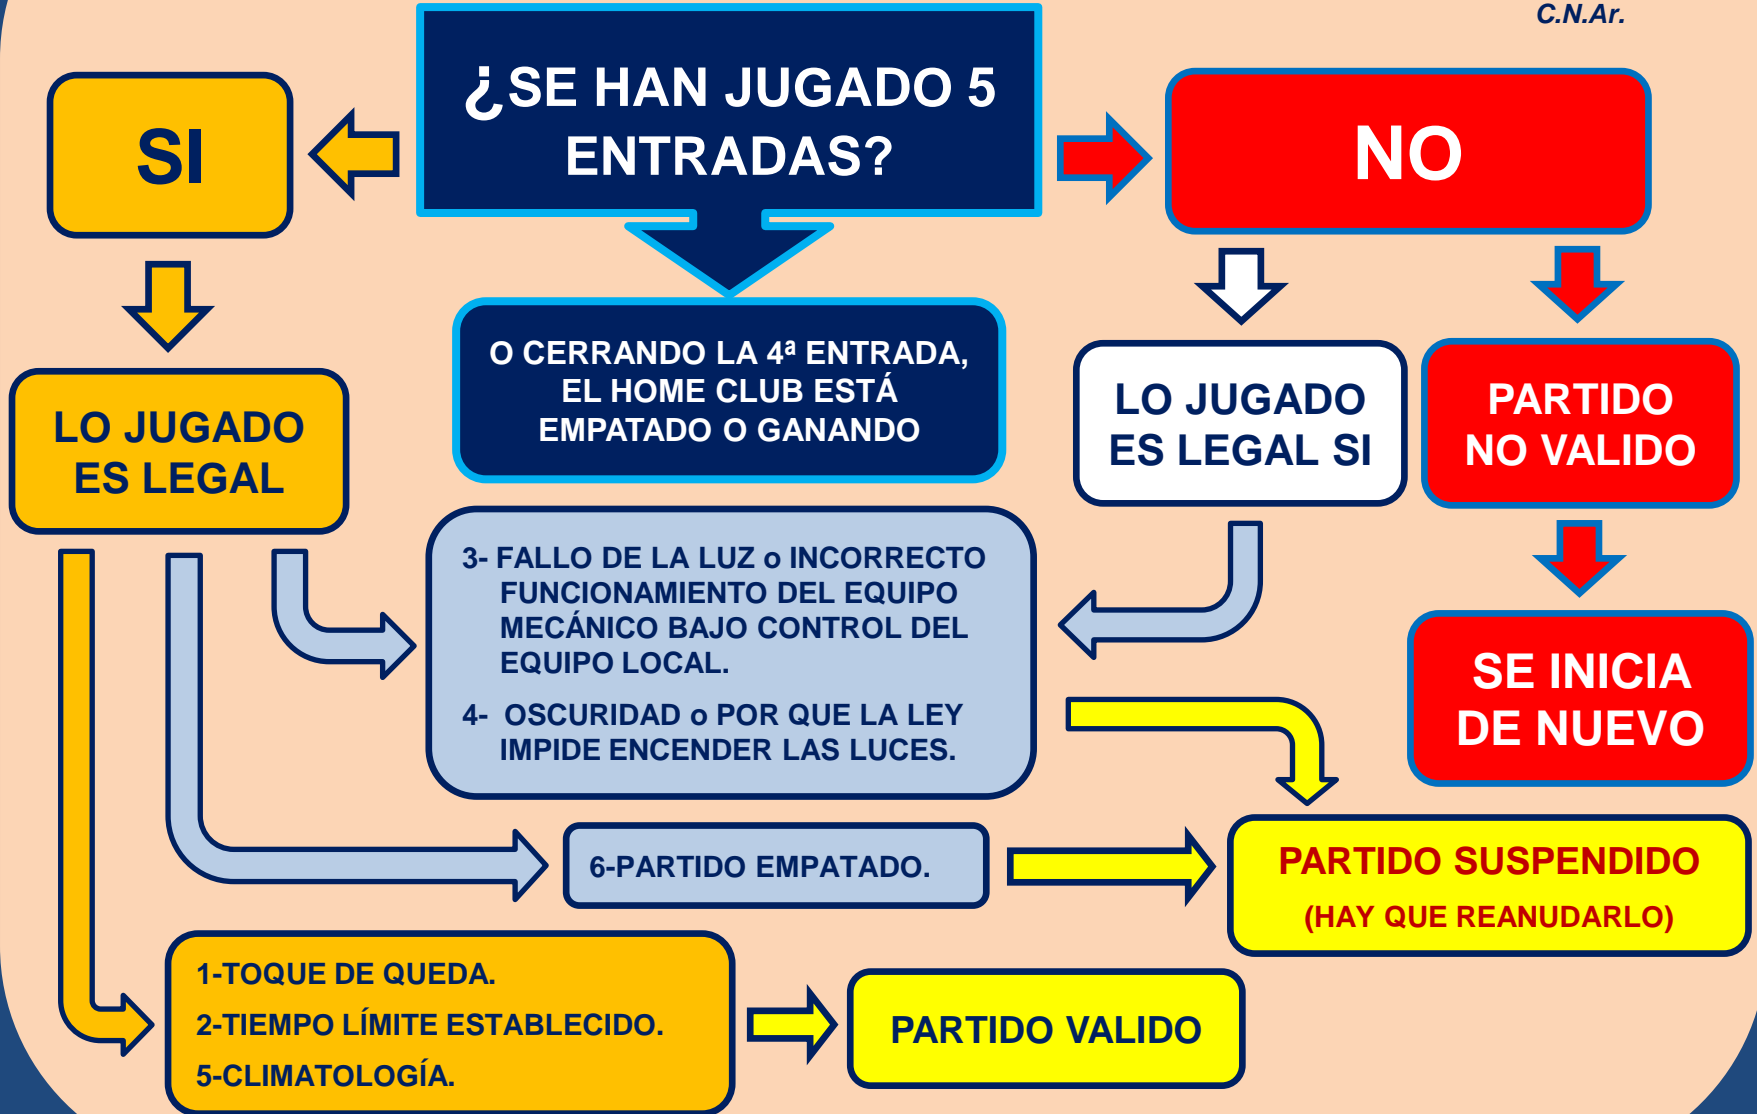 C.N.Ar.
¿SE HAN JUGADO 5
ENTRADAS?
SI
NO
O CERRANDO LA 4ª ENTRADA,
EL HOME CLUB ESTÁ
EMPATADO O GANANDO
LO JUGADO
ES LEGAL
LO JUGADO
ES LEGAL SI
PARTIDO
NO VALIDO
3- FALLO DE LA LUZ o INCORRECTO
FUNCIONAMIENTO DEL EQUIPO
MECÁNICO BAJO CONTROL DEL
EQUIPO LOCAL.
4- OSCURIDAD o POR QUE LA LEY
IMPIDE ENCENDER LAS LUCES.
SE INICIA
DE NUEVO
6-PARTIDO EMPATADO.
PARTIDO SUSPENDIDO
(HAY QUE REANUDARLO)
1-TOQUE DE QUEDA.
2-TIEMPO LÍMITE ESTABLECIDO.
5-CLIMATOLOGÍA.
PARTIDO VALIDO